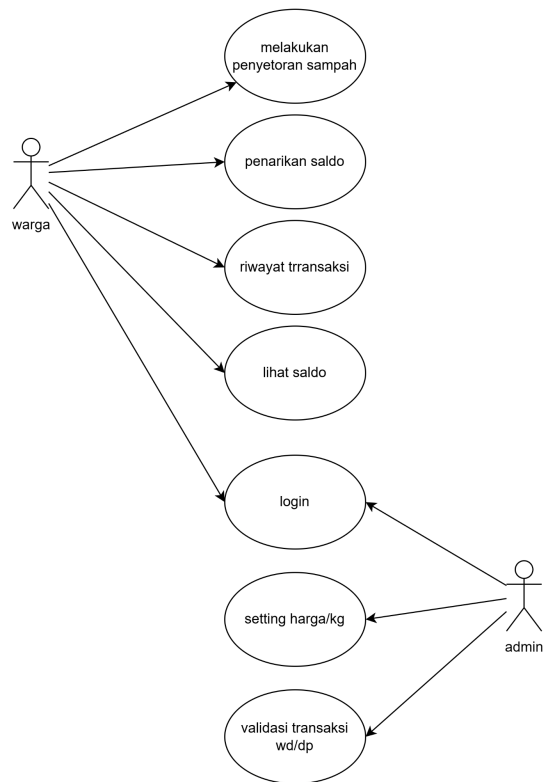 melakukan
penyetoran sampah
penarikan saldo
warga
riwayat trransaksi
lihat saldo
login
setting harga/kg
admin
validasi transaksi
wd/dp